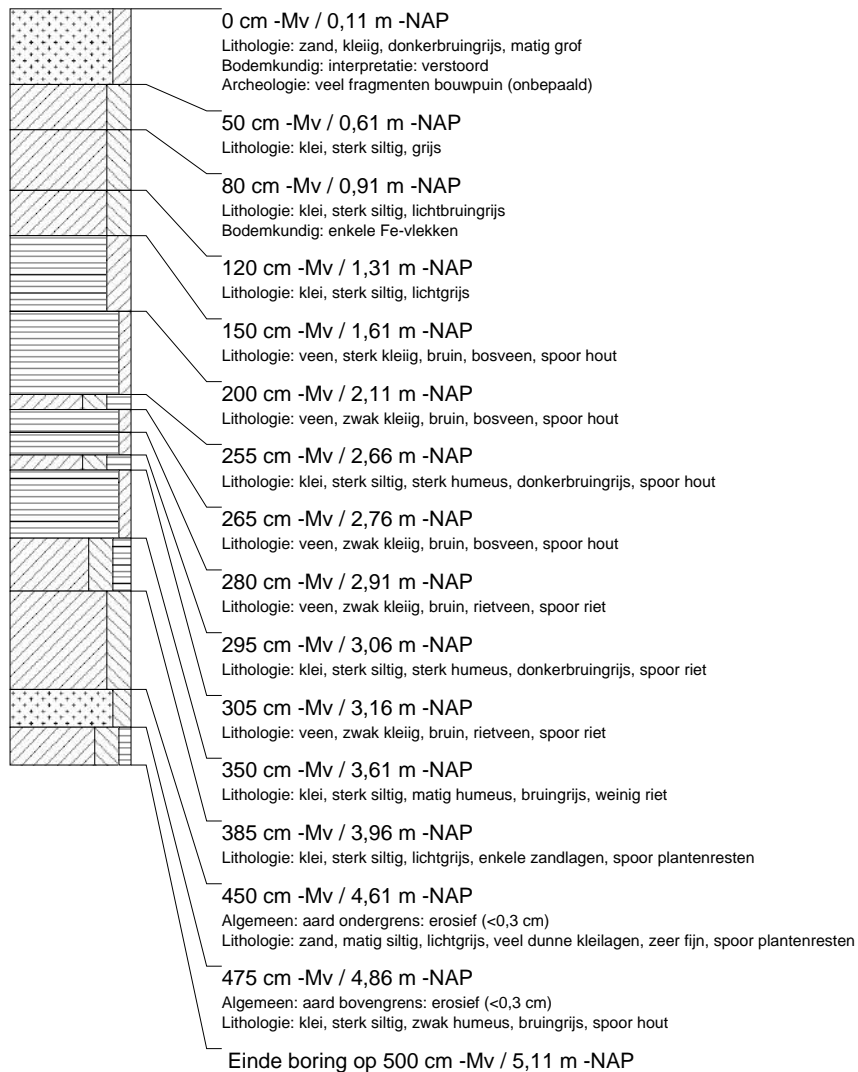 0 cm -Mv / 0,11 m -NAP
Lithologie: zand, kleiig, donkerbruingrijs, matig grof
Bodemkundig: interpretatie: verstoord
Archeologie: veel fragmenten bouwpuin (onbepaald)
50 cm -Mv / 0,61 m -NAP
Lithologie: klei, sterk siltig, grijs
80 cm -Mv / 0,91 m -NAP
Lithologie: klei, sterk siltig, lichtbruingrijs
Bodemkundig: enkele Fe-vlekken
120 cm -Mv / 1,31 m -NAP
Lithologie: klei, sterk siltig, lichtgrijs
150 cm -Mv / 1,61 m -NAP
Lithologie: veen, sterk kleiig, bruin, bosveen, spoor hout
200 cm -Mv / 2,11 m -NAP
Lithologie: veen, zwak kleiig, bruin, bosveen, spoor hout
255 cm -Mv / 2,66 m -NAP
Lithologie: klei, sterk siltig, sterk humeus, donkerbruingrijs, spoor hout
265 cm -Mv / 2,76 m -NAP
Lithologie: veen, zwak kleiig, bruin, bosveen, spoor hout
280 cm -Mv / 2,91 m -NAP
Lithologie: veen, zwak kleiig, bruin, rietveen, spoor riet
295 cm -Mv / 3,06 m -NAP
Lithologie: klei, sterk siltig, sterk humeus, donkerbruingrijs, spoor riet
305 cm -Mv / 3,16 m -NAP
Lithologie: veen, zwak kleiig, bruin, rietveen, spoor riet
350 cm -Mv / 3,61 m -NAP
Lithologie: klei, sterk siltig, matig humeus, bruingrijs, weinig riet
385 cm -Mv / 3,96 m -NAP
Lithologie: klei, sterk siltig, lichtgrijs, enkele zandlagen, spoor plantenresten
450 cm -Mv / 4,61 m -NAP
Algemeen: aard ondergrens: erosief (<0,3 cm)
Lithologie: zand, matig siltig, lichtgrijs, veel dunne kleilagen, zeer fijn, spoor plantenresten
475 cm -Mv / 4,86 m -NAP
Algemeen: aard bovengrens: erosief (<0,3 cm)
Lithologie: klei, sterk siltig, zwak humeus, bruingrijs, spoor hout
Einde boring op 500 cm -Mv / 5,11 m -NAP